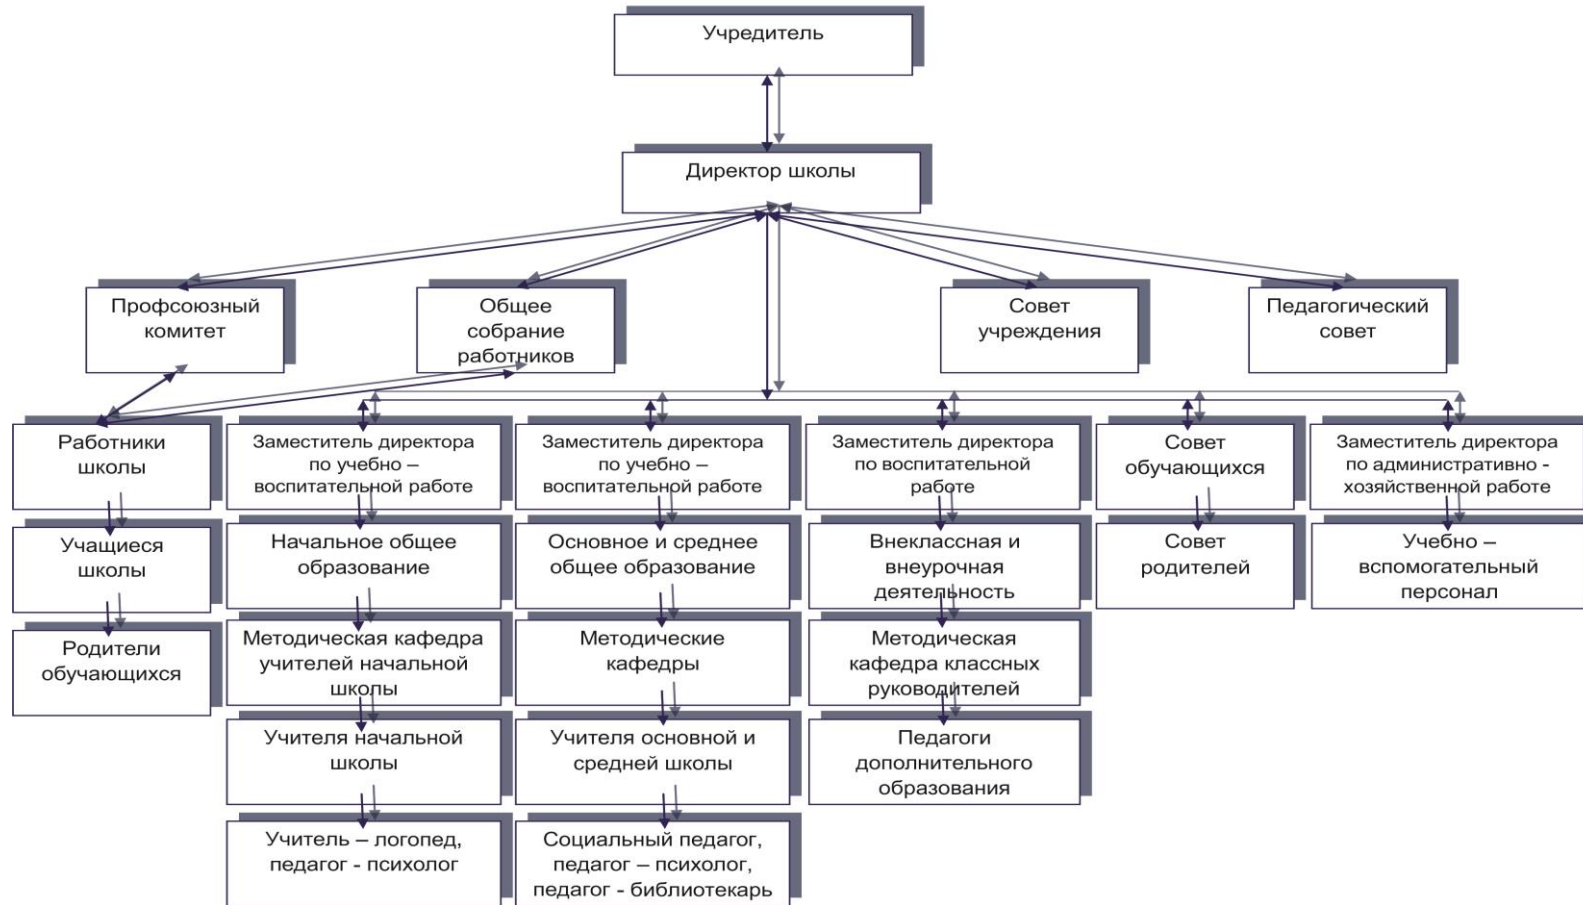 Учредитель
Директор школы
Профсоюзный
комитет
Общее
собрание
работников
Совет
учреждения
Педагогический
совет
Работники
школы
Заместитель директора
по учебно –
воспитательной работе
Заместитель директора
по учебно –
воспитательной работе
Заместитель директора
по воспитательной
работе
Совет
обучающихся
Заместитель директора
по административно -
хозяйственной работе
Учащиеся
школы
Начальное общее
образование
Основное и среднее
общее образование
Внеклассная и
внеурочная
деятельность
Совет
родителей
Учебно –
вспомогательный
персонал
Родители
обучающихся
Методическая кафедра
учителей начальной
школы
Методические
кафедры
Методическая
кафедра классных
руководителей
Учителя начальной
школы
Учителя основной и
средней школы
Педагоги
дополнительного
образования
Учитель – логопед,
педагог - психолог
Социальный педагог,
педагог – психолог,
педагог - библиотекарь